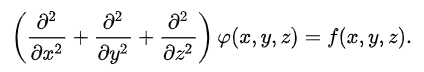 (∂²/∂x² + ∂²/∂y² + ∂²/∂z²) φ(x, y, z) = f(x, y, z).